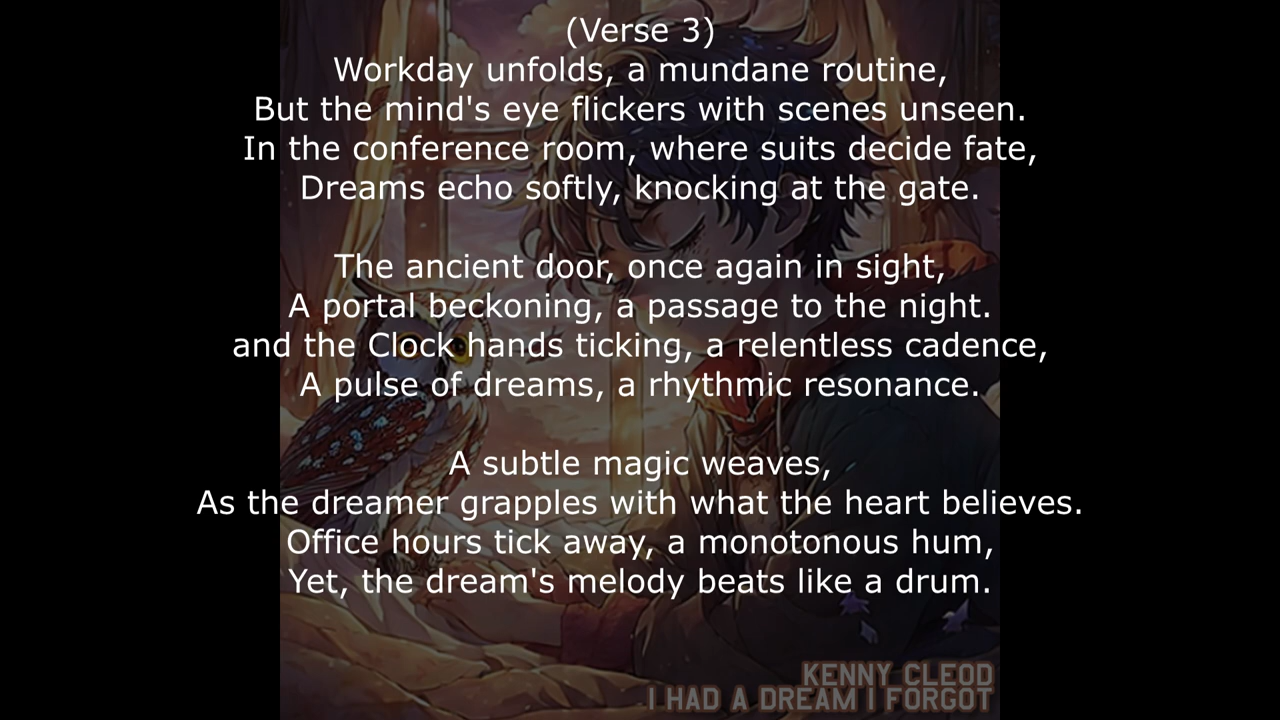 (Verse 3)
Workday unfolds, a mundane routine,
But the mind's eye flickers with scenes unseen.
In the conference room, where suits decide fate,
Dreams echo softly, knocking at the gate.
The ancient door, once again in sight,
A portal beckoning, a passage to the night.
and the Clock hands ticking, a relentless cadence,
A pulse of dreams, a rhythmic resonance.
A subtle magic weaves,
As the dreamer grapples with what the heart believes.
Office hours tick away, a monotonous hum,
Yet, the dream's melody beats like a drum.
KENNY CLEOD
I HAD A DREAM I FORGOT